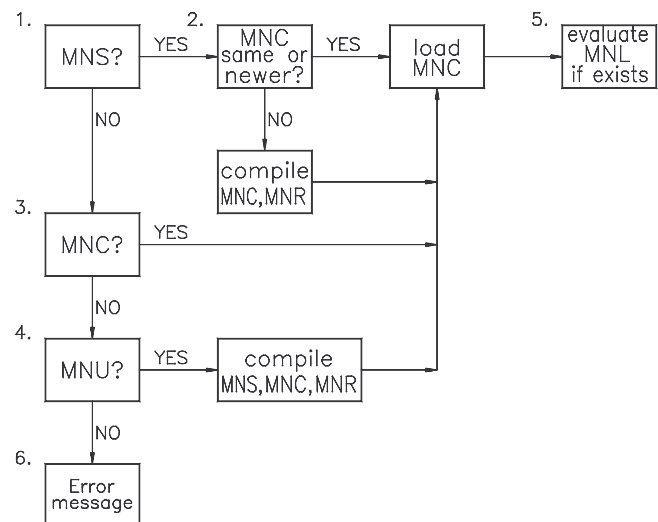 1.
MNS?
YES
2.
MNC
same or
newer?
YES
load
MNC
5.
evaluate
MNL
if exists
NO
NO
compile
MNC,MNR
3.
MNC?
YES
NO
4.
MNU?
YES
compile
MNS,MNC,MNR
NO
6.
Error
message